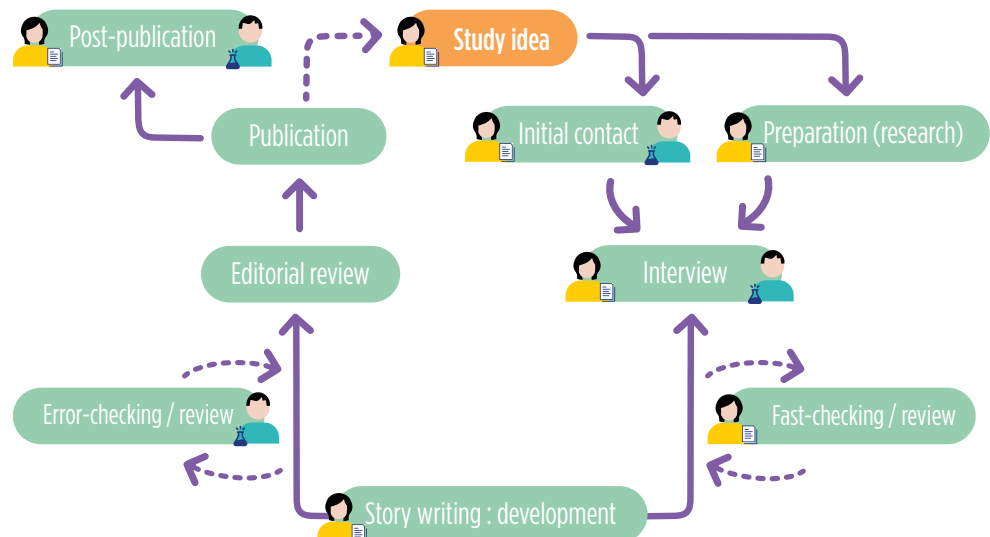 Post-publication
Study idea
Publication
Initial contact
Preparation (research)
Editorial review
Interview
Error-checking / review
Fast-checking / review
Story writing : development